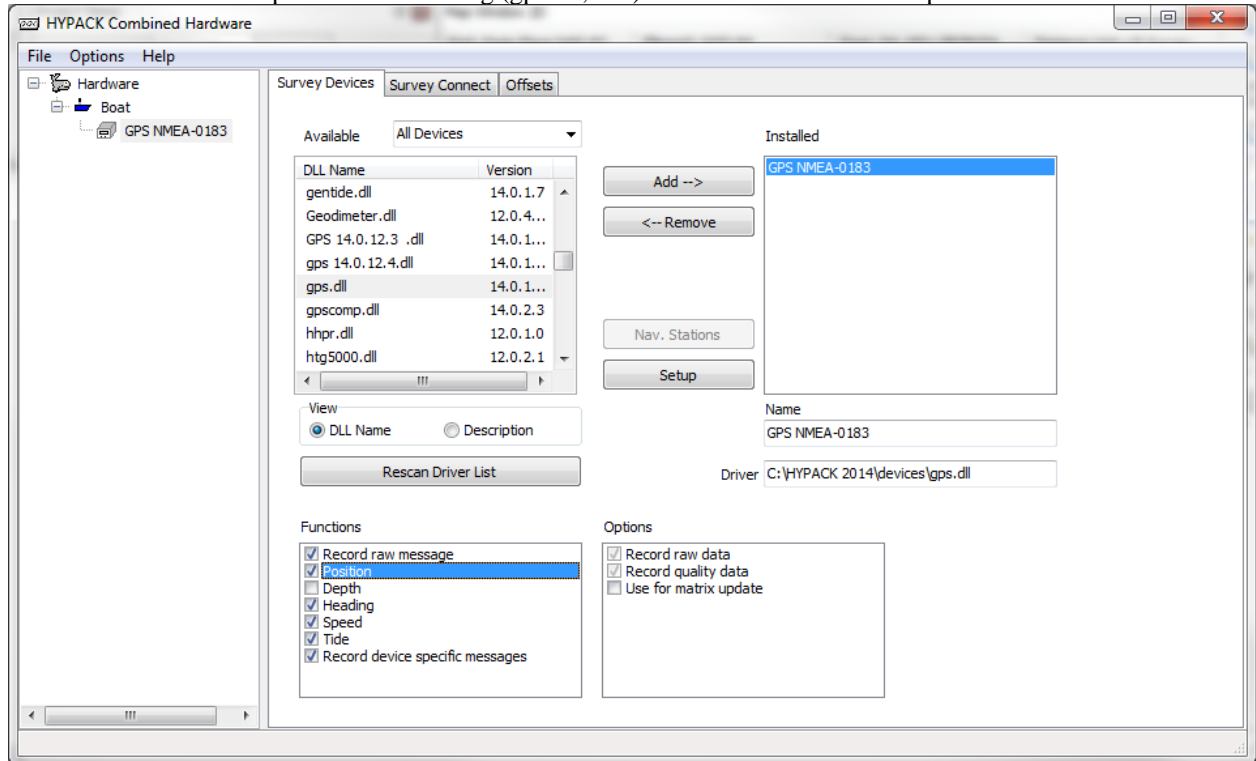 HYPACK Combined Hardware
File Options Help
Hardware
Boat
GPS NMEA-0183
Survey Devices Survey Connect Offsets
Available All Devices
DLL Name Version
gentide.dll 14.0.1.7
Geodimeter.dll 12.0.4...
GPS 14.0.12.3 .dll 14.0.1...
gps 14.0.12.4.dll 14.0.1...
gps.dll 14.0.1...
gpscomp.dll 14.0.2.3
hhpr.dll 12.0.1.0
htg5000.dll 12.0.2.1
View
DLL Name Description
Rescan Driver List
Add -->
<-- Remove
Nav. Stations
Setup
Installed
GPS NMEA-0183
Name
GPS NMEA-0183
Driver C:\HYPACK 2014\devices\gps.dll
Functions
Record raw message
Position
Depth
Heading
Speed
Tide
Record device specific messages
Options
Record raw data
Record quality data
Use for matrix update